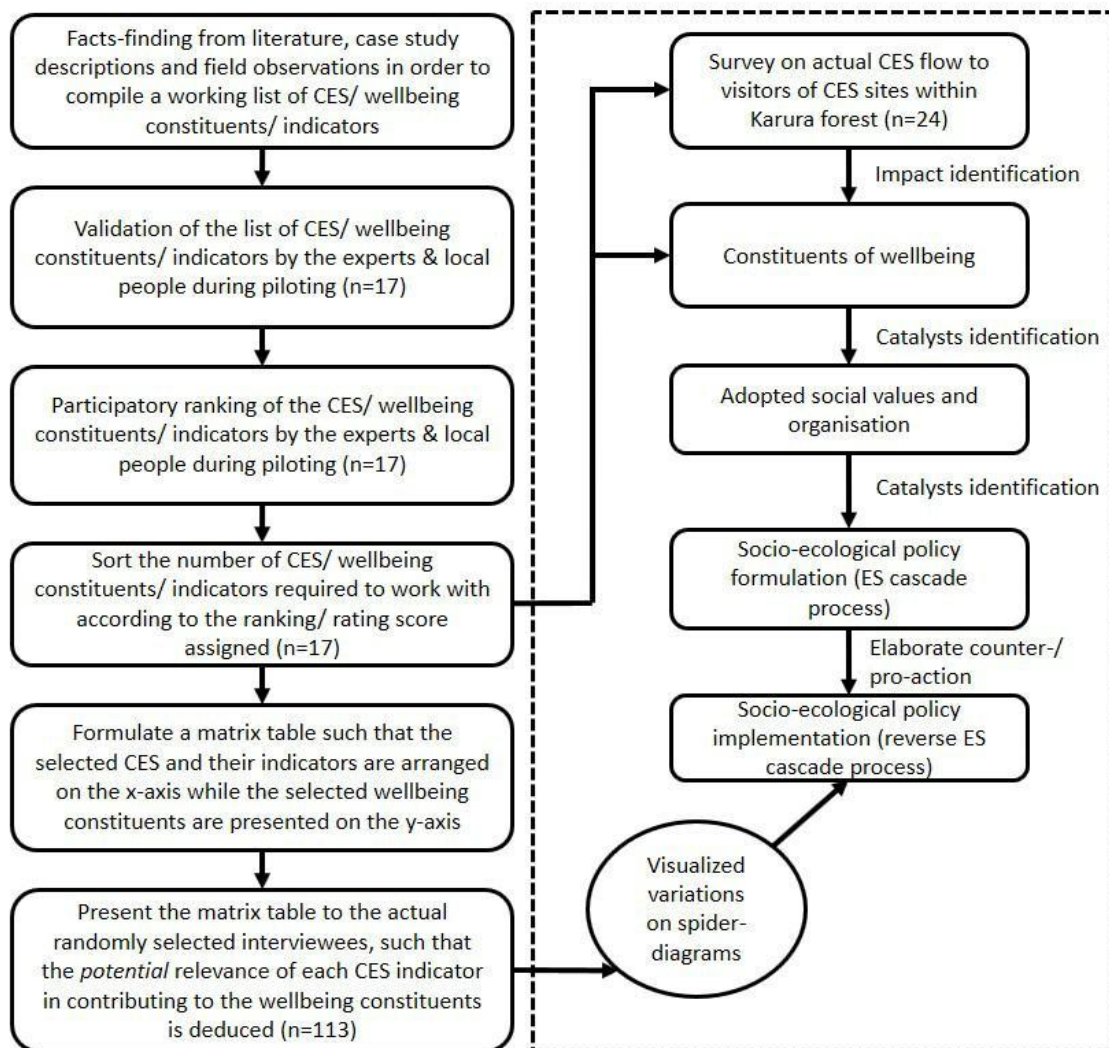 Facts-finding from literature, case study
descriptions and field observations in order to
compile a working list of CES/ wellbeing
constituents/ indicators
Validation of the list of CES/ wellbeing
constituents/ indicators by the experts & local
people during piloting (n=17)
Participatory ranking of the CES/ wellbeing
constituents/ indicators by the experts & local
people during piloting (n=17)
Sort the number of CES/ wellbeing
constituents/ indicators required to work with
according to the ranking/ rating score
assigned (n=17)
Formulate a matrix table such that the
selected CES and their indicators are arranged
on the x-axis while the selected wellbeing
constituents are presented on the y-axis
Present the matrix table to the actual
randomly selected interviewees, such that
the potential relevance of each CES indicator
in contributing to the wellbeing constituents
is deduced (n=113)
Survey on actual CES flow to
visitors of CES sites within
Karura forest (n=24)
Impact identification
Constituents of wellbeing
Catalysts identification
Adopted social values and
organisation
Catalysts identification
Socio-ecological policy
formulation (ES cascade
process)
Elaborate counter-/
pro-action
Socio-ecological policy
implementation (reverse ES
cascade process)
Visualized
variations
on spider-
diagrams